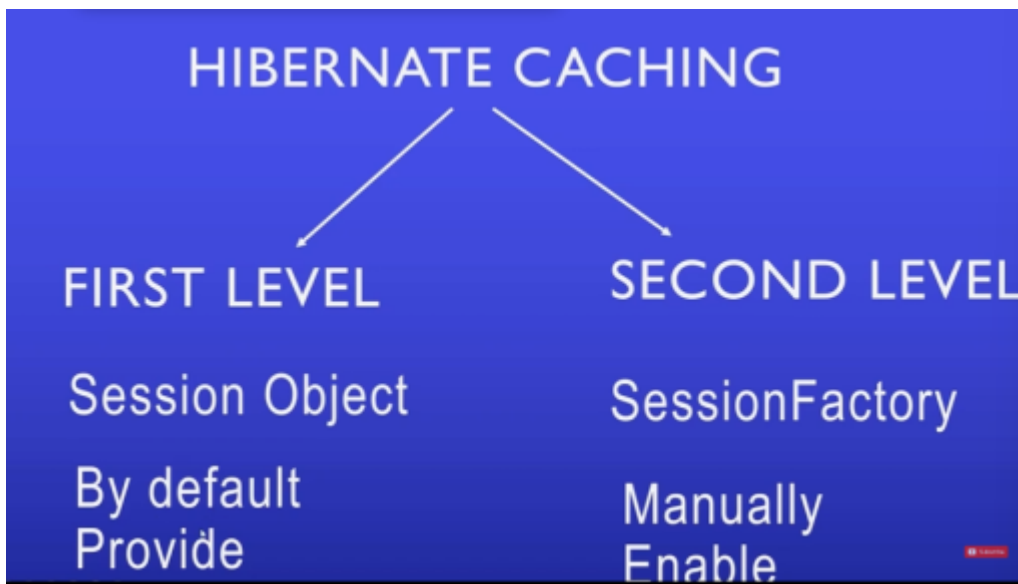 HIBERNATE CACHING
FIRST LEVEL
Session Object
By default
Provide
SECOND LEVEL
SessionFactory
Manually
Enable